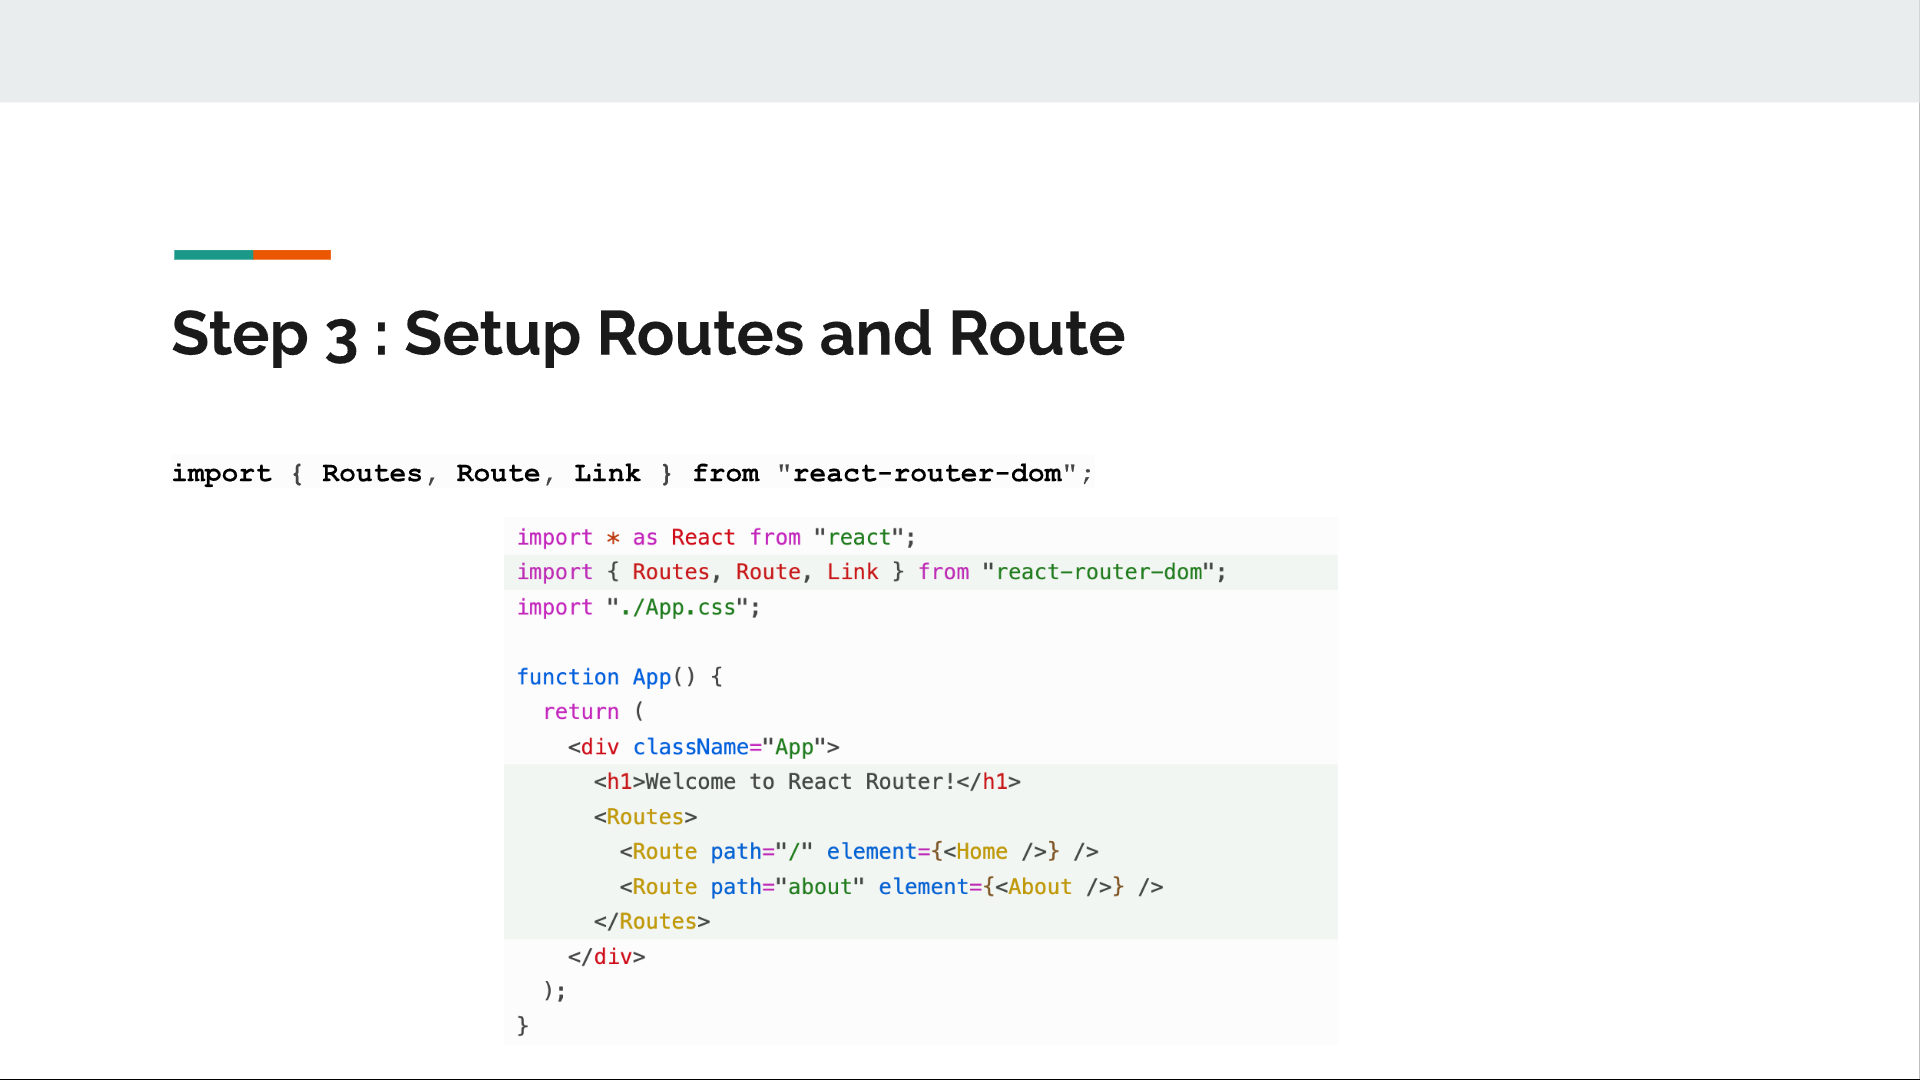 Step 3 : Setup Routes and Route
import { Routes, Route, Link } from "react-router-dom";
import * as React from "react";
import { Routes, Route, Link } from "react-router-dom";
import "./App.css";
function App() {
  return (
    <div className="App">
      <h1>Welcome to React Router!</h1>
      <Routes>
        <Route path="/" element={<Home />} />
        <Route path="about" element={<About />} />
      </Routes>
    </div>
  );
}